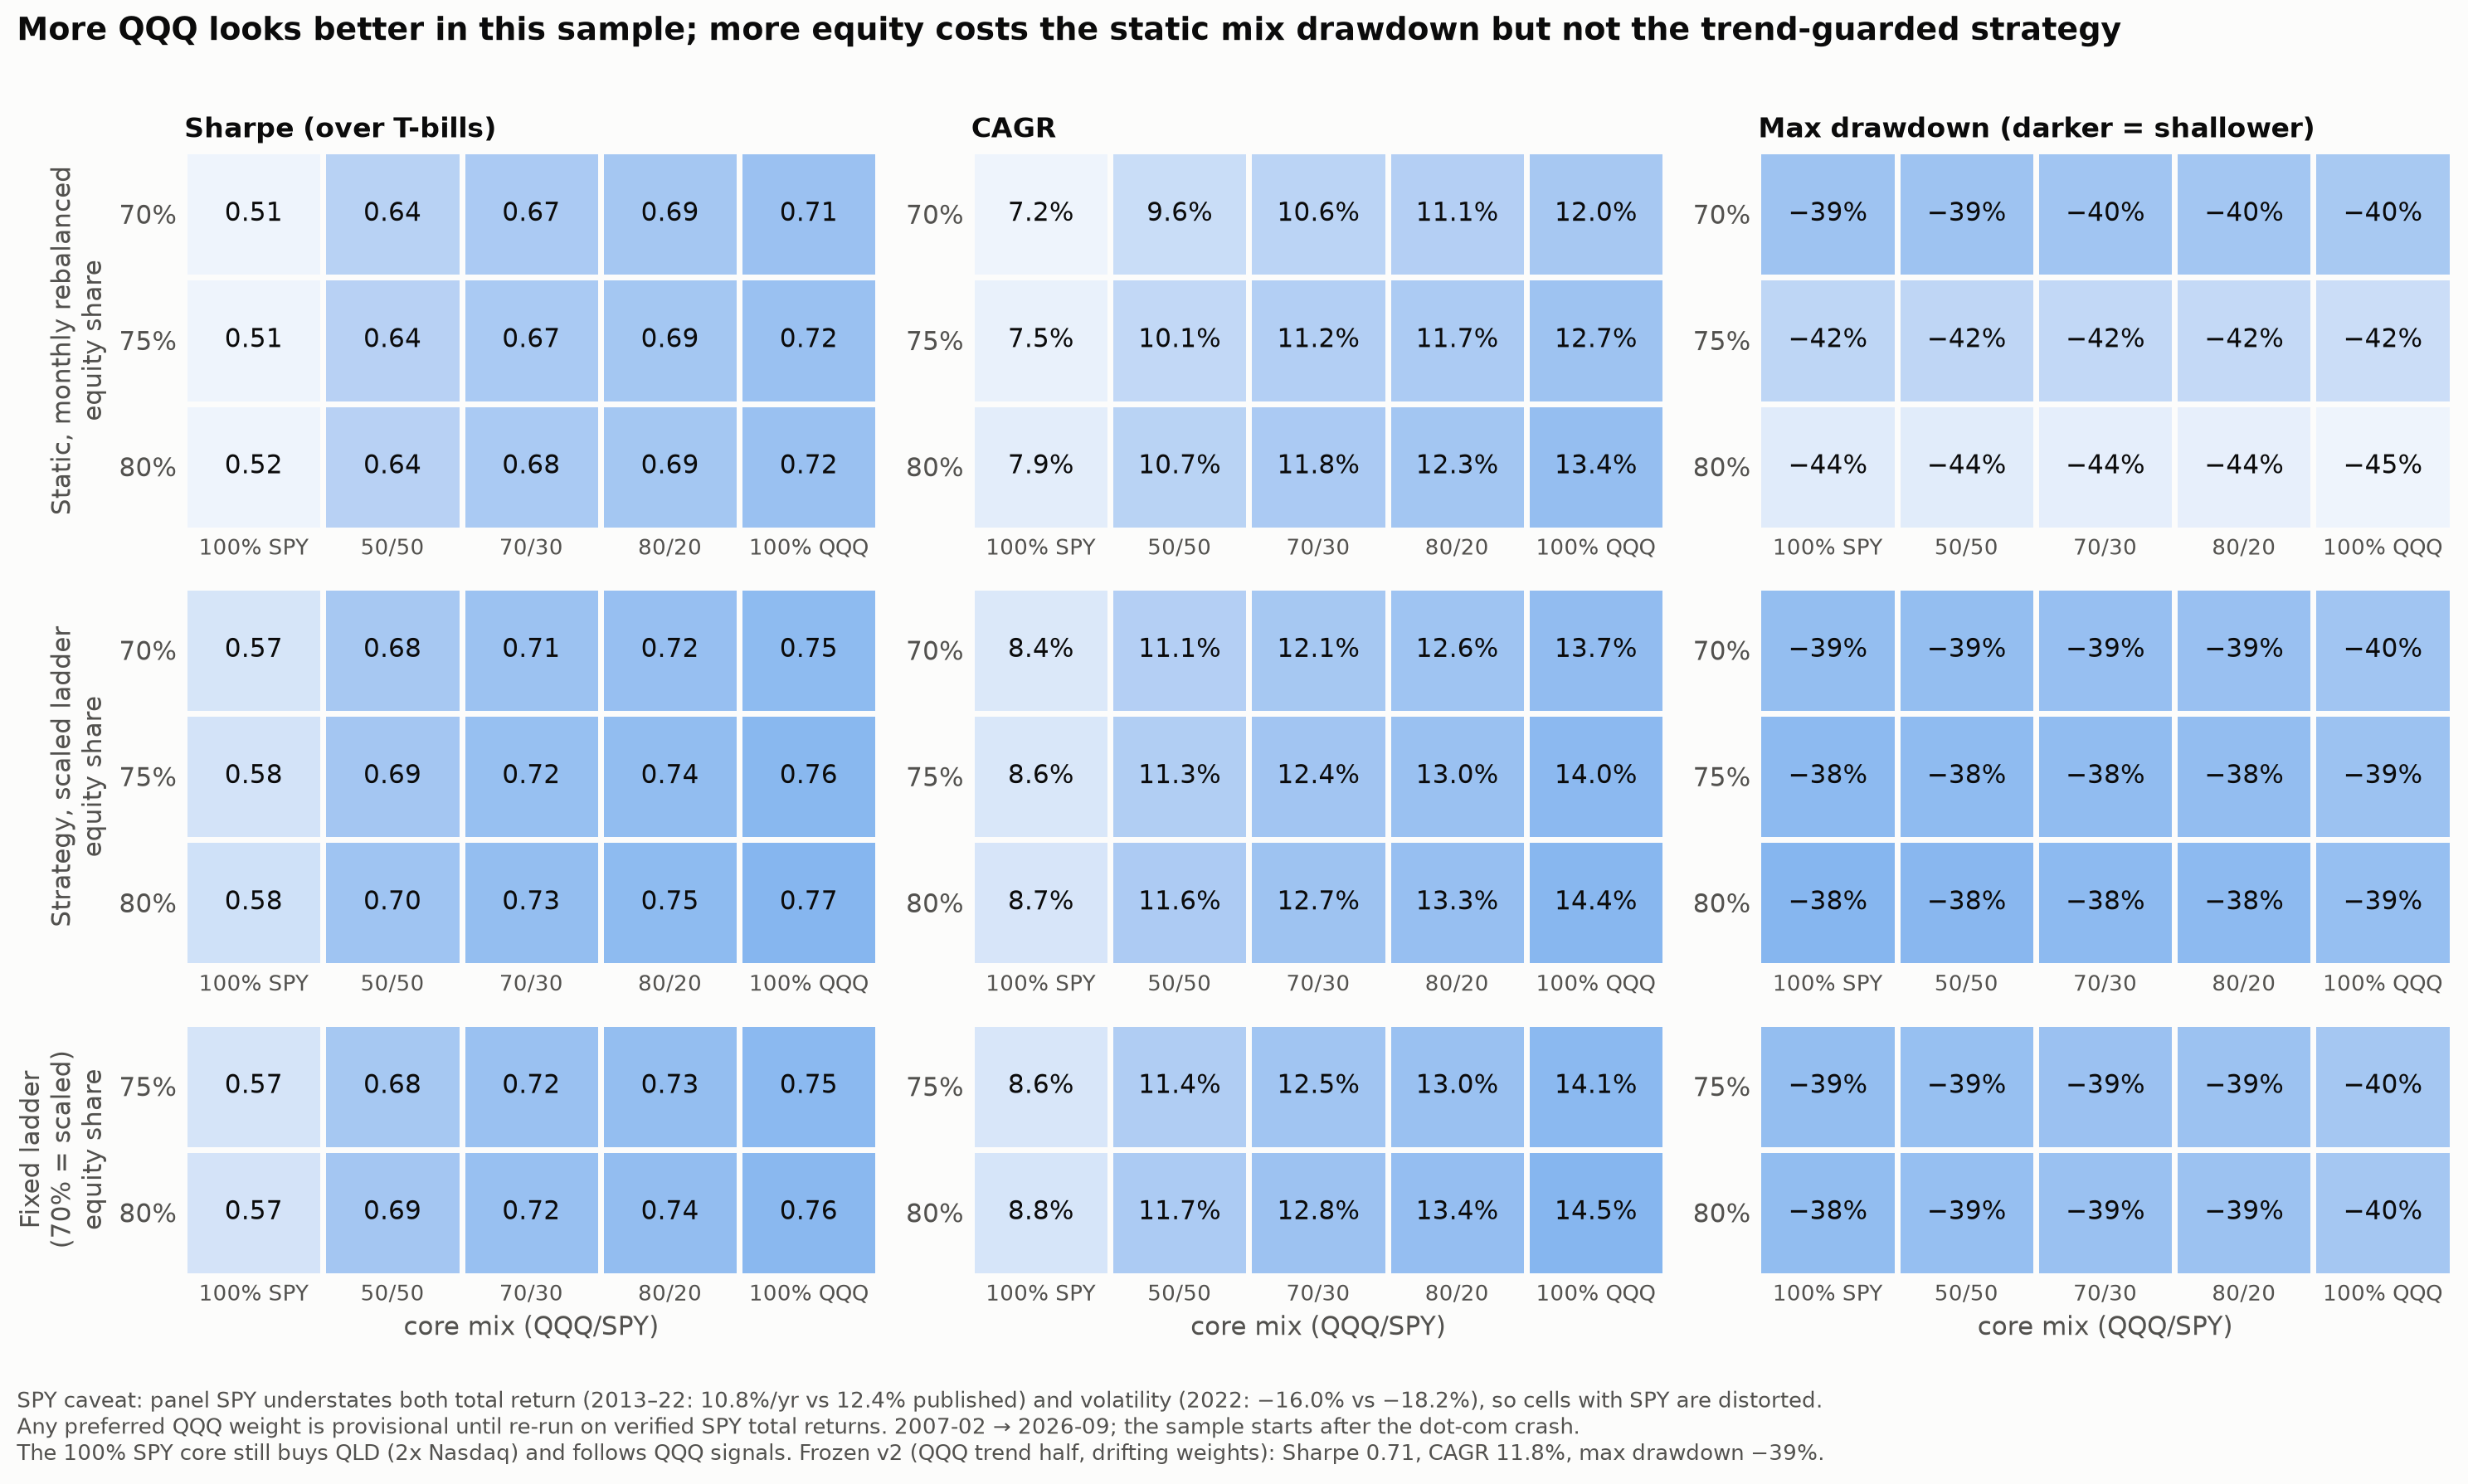 More QQQ looks better in this sample; more equity costs the static mix drawdown but not the trend-guarded strategy
Sharpe (over T-bills)
Static, monthly rebalanced
equity share
70% 0.51 0.64 0.67 0.69 0.71
75% 0.51 0.64 0.67 0.69 0.72
80% 0.52 0.64 0.68 0.69 0.72
100% SPY 50/50 70/30 80/20 100% QQQ
CAGR
70% 7.2% 9.6% 10.6% 11.1% 12.0%
75% 7.5% 10.1% 11.2% 11.7% 12.7%
80% 7.9% 10.7% 11.8% 12.3% 13.4%
100% SPY 50/50 70/30 80/20 100% QQQ
Max drawdown (darker = shallower)
70% −39% −39% −40% −40% −40%
75% −42% −42% −42% −42% −42%
80% −44% −44% −44% −44% −45%
100% SPY 50/50 70/30 80/20 100% QQQ
Strategy, scaled ladder
equity share
70% 0.57 0.68 0.71 0.72 0.75
75% 0.58 0.69 0.72 0.74 0.76
80% 0.58 0.70 0.73 0.75 0.77
100% SPY 50/50 70/30 80/20 100% QQQ
70% 8.4% 11.1% 12.1% 12.6% 13.7%
75% 8.6% 11.3% 12.4% 13.0% 14.0%
80% 8.7% 11.6% 12.7% 13.3% 14.4%
100% SPY 50/50 70/30 80/20 100% QQQ
70% −39% −39% −39% −39% −40%
75% −38% −38% −38% −38% −39%
80% −38% −38% −38% −38% −39%
100% SPY 50/50 70/30 80/20 100% QQQ
Fixed ladder
(70% = scaled)
equity share
75% 0.57 0.68 0.72 0.73 0.75
80% 0.57 0.69 0.72 0.74 0.76
100% SPY 50/50 70/30 80/20 100% QQQ
core mix (QQQ/SPY)
75% 8.6% 11.4% 12.5% 13.0% 14.1%
80% 8.8% 11.7% 12.8% 13.4% 14.5%
100% SPY 50/50 70/30 80/20 100% QQQ
core mix (QQQ/SPY)
75% −39% −39% −39% −39% −40%
80% −38% −39% −39% −39% −40%
100% SPY 50/50 70/30 80/20 100% QQQ
core mix (QQQ/SPY)
SPY caveat: panel SPY understates both total return (2013–22: 10.8%/yr vs 12.4% published) and volatility (2022: −16.0% vs −18.2%), so cells with SPY are distorted.
Any preferred QQQ weight is provisional until re-run on verified SPY total returns. 2007-02 → 2026-09; the sample starts after the dot-com crash.
The 100% SPY core still buys QLD (2x Nasdaq) and follows QQQ signals. Frozen v2 (QQQ trend half, drifting weights): Sharpe 0.71, CAGR 11.8%, max drawdown −39%.